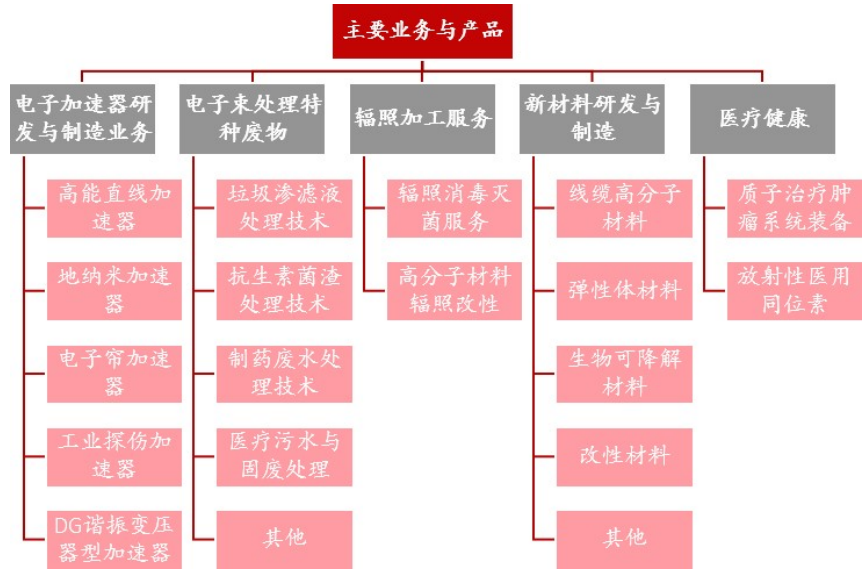 主要业务与产品
电子加速器研
发与制造业务
高能直线加
速器
地纳米加速
器
电子帘加速
器
工业探伤加
速器
DG谐振变压
器型加速器
电子束处理特
种废物
垃圾渗滤液
处理技术
抗生素菌渣
处理技术
制药废水处
理技术
医疗污水与
固废处理
其他
辐照加工服务
辐照消毒灭
菌服务
高分子材料
辐照改性
新材料研发与
制造
线缆高分子
材料
弹性体材料
生物可降解
材料
改性材料
其他
医疗健康
质子治疗肿
瘤系统装备
放射性医用
同位素